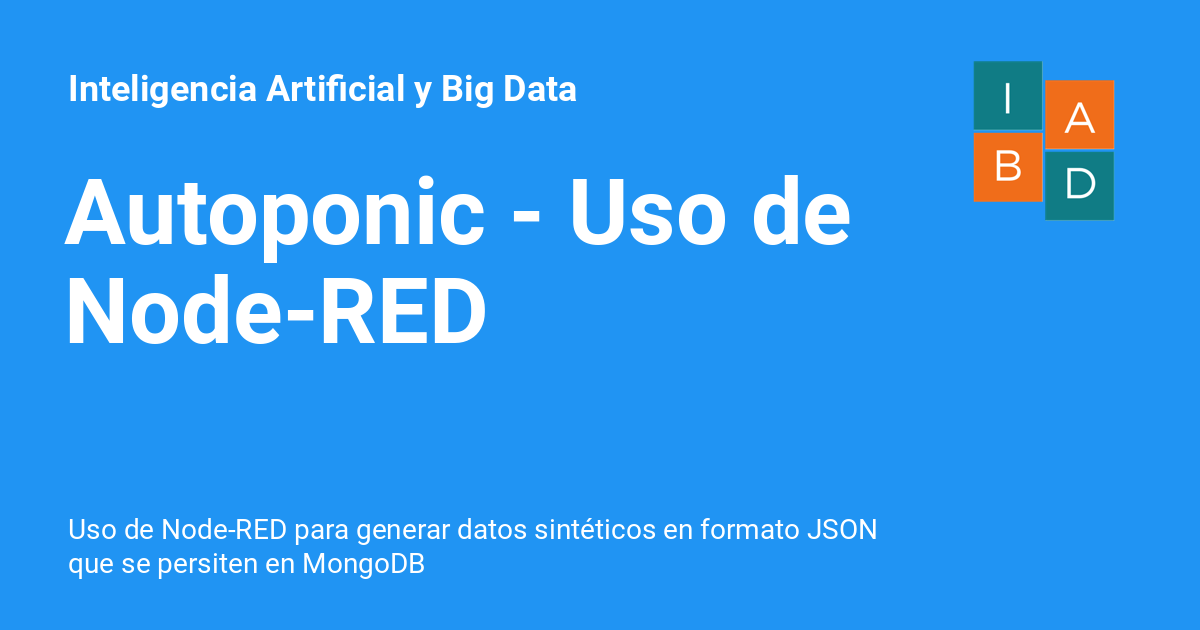 Inteligencia Artificial y Big Data
I A
B D
Autoponic - Uso de
Node-RED
Uso de Node-RED para generar datos sintéticos en formato JSON
que se persiten en MongoDB